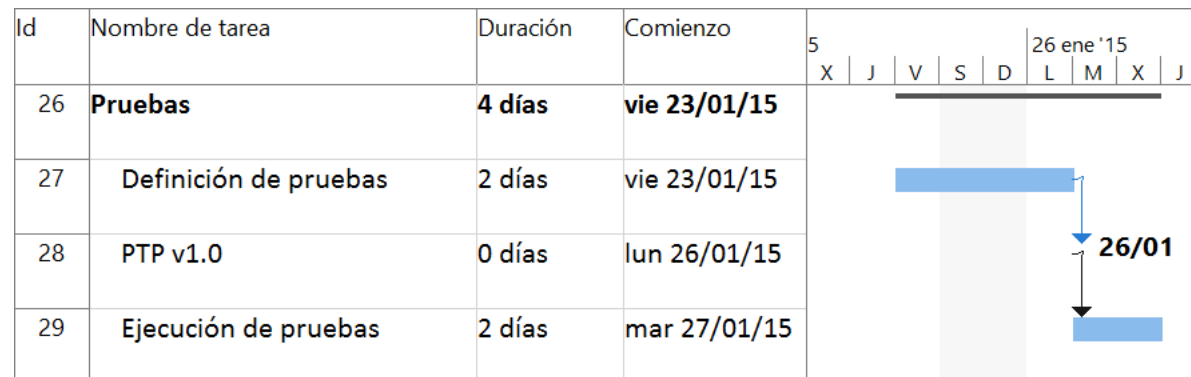 Id Nombre de tarea Duración Comienzo 5 26 ene '15
X J V S D L M X J
26 Pruebas 4 días vie 23/01/15
27 Definición de pruebas 2 días vie 23/01/15
28 PTP v1.0 0 días lun 26/01/15 26/01
29 Ejecución de pruebas 2 días mar 27/01/15